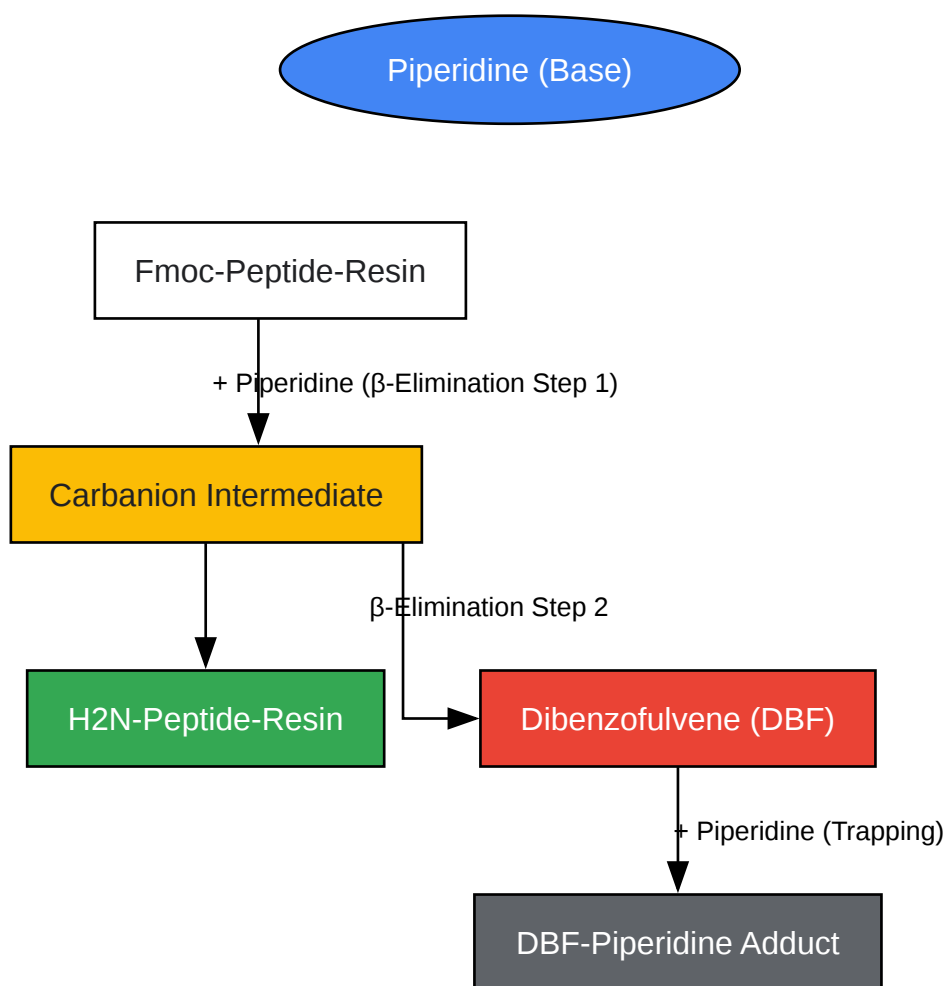 Piperidine (Base)
Fmoc-Peptide-Resin
+ Piperidine (β-Elimination Step 1)
Carbanion Intermediate
β-Elimination Step 2
H2N-Peptide-Resin
Dibenzofulvene (DBF)
+ Piperidine (Trapping)
DBF-Piperidine Adduct